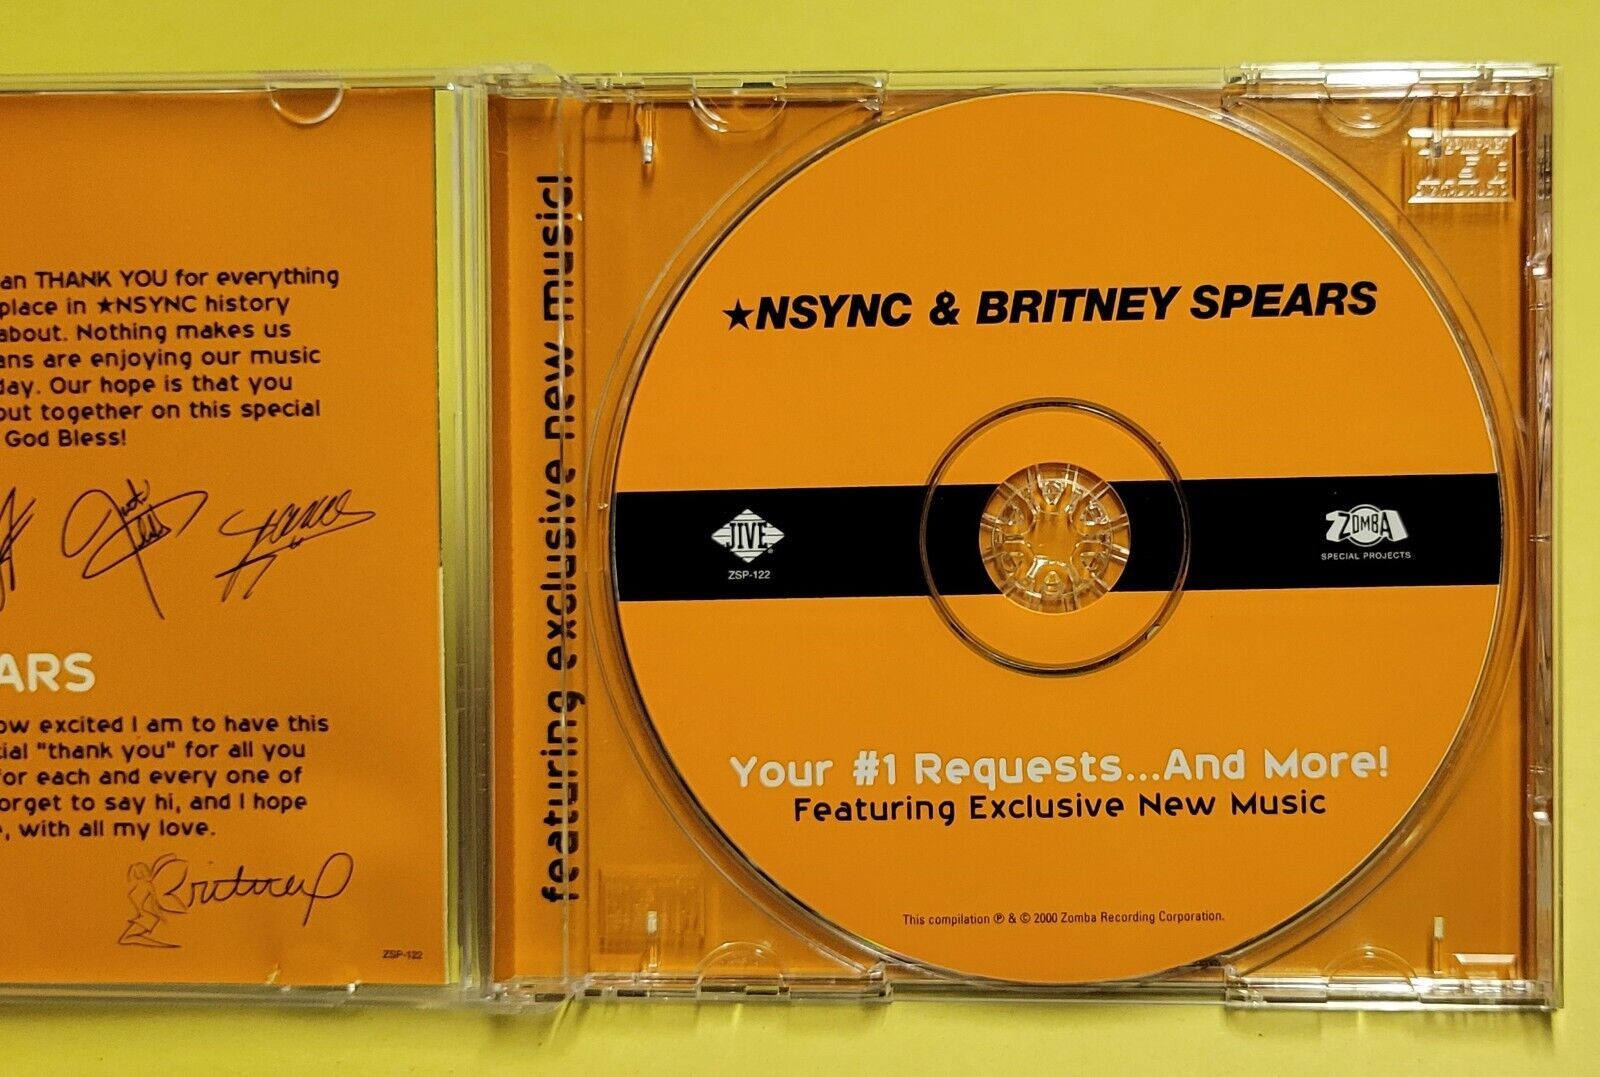 an THANK YOU for everything
place in ★NSYNC history
about. Nothing makes us
ans are enjoying our music
day. Our hope is that you
out together on this special
God Bless!
ARS
ow excited I am to have this
cial "thank you" for all you
for each and every one of
orget to say hi, and I hope
, with all my love.
Britney
ZSP-122
featuring exclusive new music!
★NSYNC & BRITNEY SPEARS
JIVE
ZSP-122
ZOMBA
SPECIAL PROJECTS
Your #1 Requests...And More!
Featuring Exclusive New Music
This compilation ℗ & © 2000 Zomba Recording Corporation.